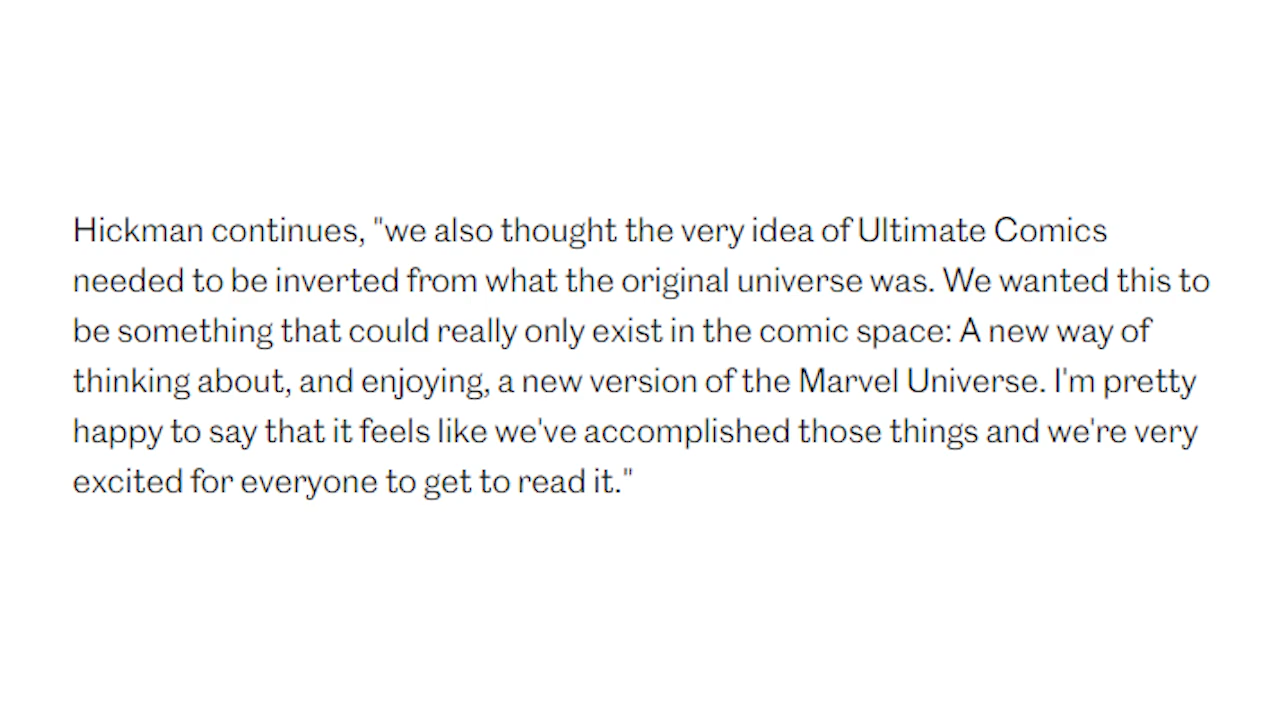 Hickman continues, "we also thought the very idea of Ultimate Comics
needed to be inverted from what the original universe was. We wanted this to
be something that could really only exist in the comic space: A new way of
thinking about, and enjoying, a new version of the Marvel Universe. I'm pretty
happy to say that it feels like we've accomplished those things and we're very
excited for everyone to get to read it."